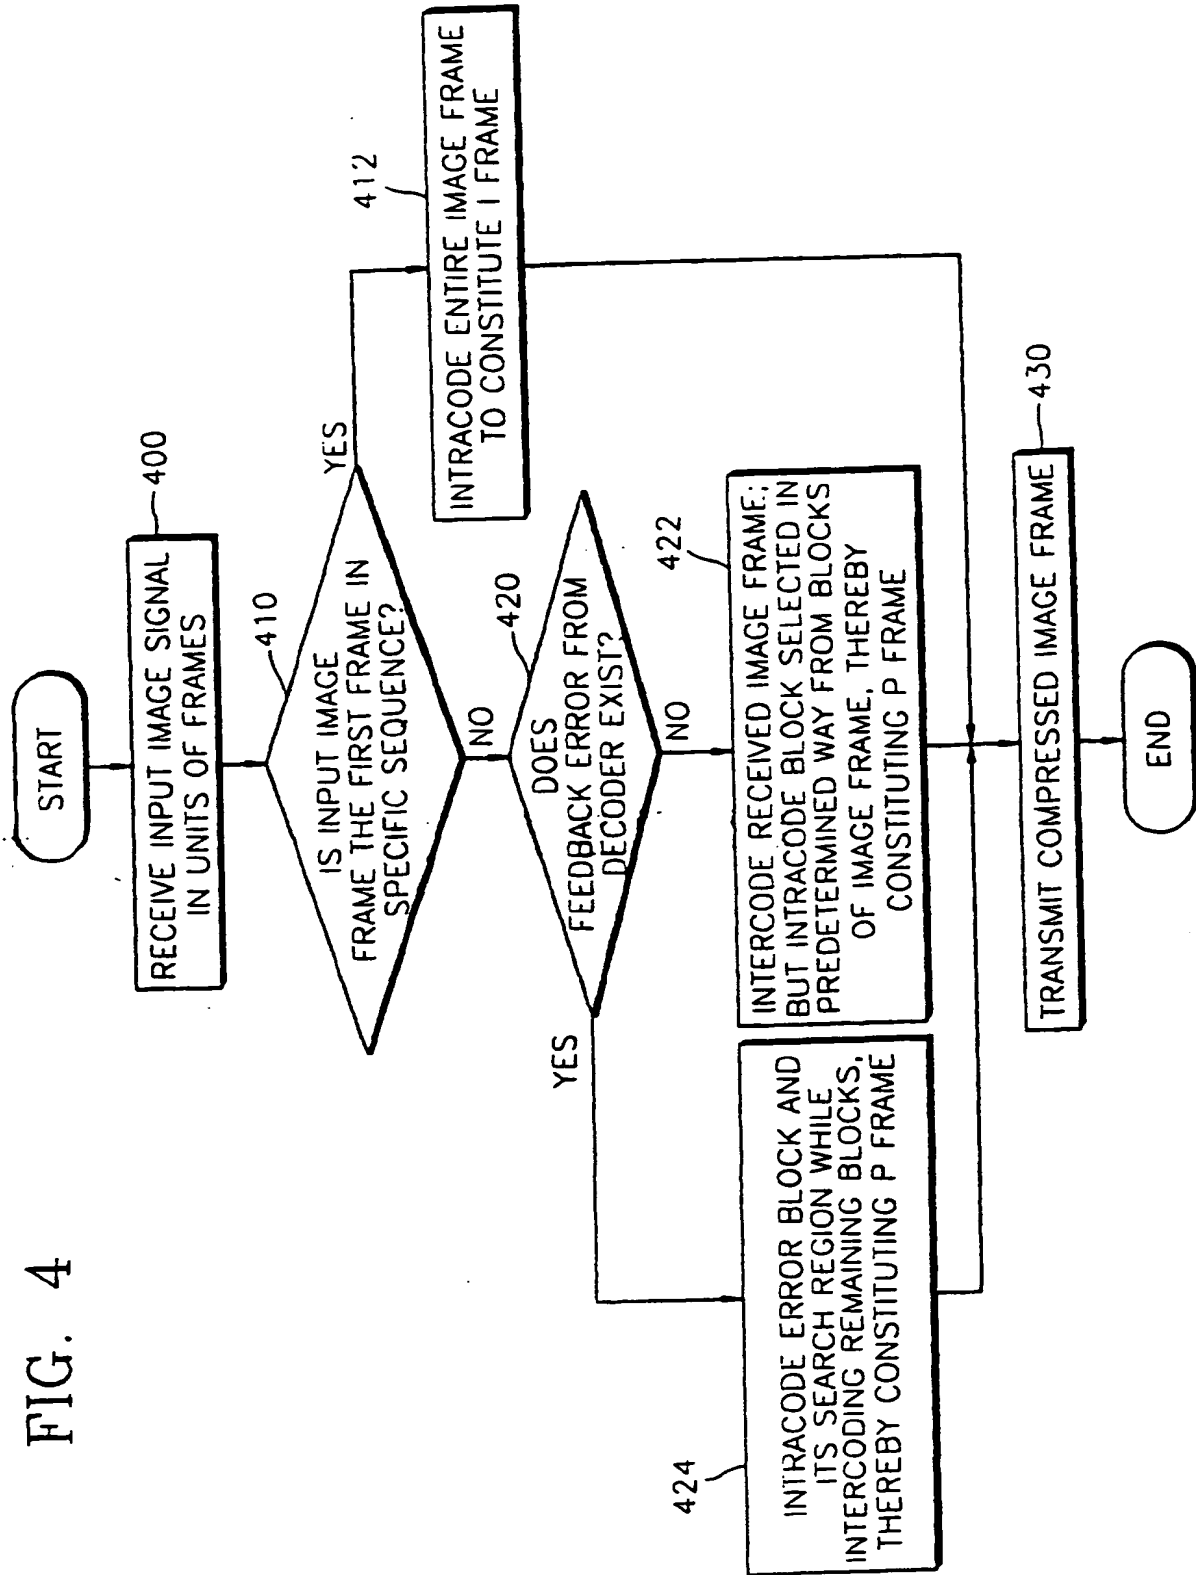 FIG. 4
START
RECEIVE INPUT IMAGE SIGNAL
IN UNITS OF FRAMES
400
410
IS INPUT IMAGE
FRAME THE FIRST FRAME IN
SPECIFIC SEQUENCE?
YES
412
INTRACODE ENTIRE IMAGE FRAME
TO CONSTITUTE I FRAME
NO
420
DOES
FEEDBACK ERROR FROM
DECODER EXIST?
YES
NO
424
INTRACODE ERROR BLOCK AND
ITS SEARCH REGION WHILE
INTERCODING REMAINING BLOCKS,
THEREBY CONSTITUTING P FRAME
422
INTERCODE RECEIVED IMAGE FRAME;
BUT INTRACODE BLOCK SELECTED IN
PREDETERMINED WAY FROM BLOCKS
OF IMAGE FRAME, THEREBY
CONSTITUTING P FRAME
430
TRANSMIT COMPRESSED IMAGE FRAME
END